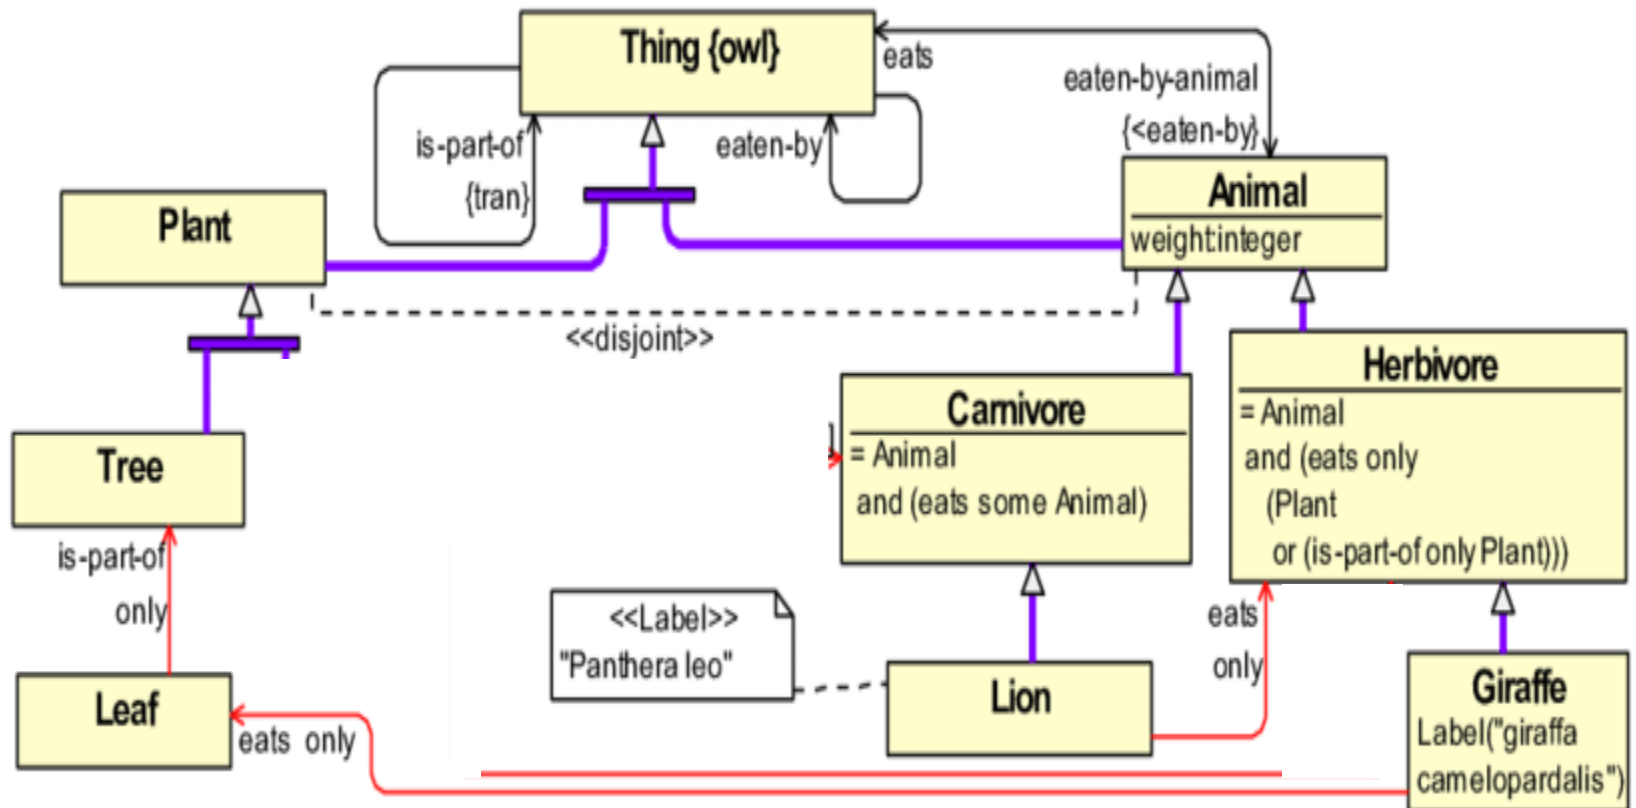 Thing {owl}
eats
eaten-by-animal
{<eaten-by}
is-part-of
{tran}
eaten-by
Plant
Animal
weight:integer
<<disjoint>>
Carnivore
= Animal
and (eats some Animal)
Herbivore
= Animal
and (eats only
(Plant
or (is-part-of only Plant)))
Tree
is-part-of
only
Leaf
eats only
<<Label>>
"Panthera leo"
Lion
eats
only
Giraffe
Label("giraffa
camelopardalis")